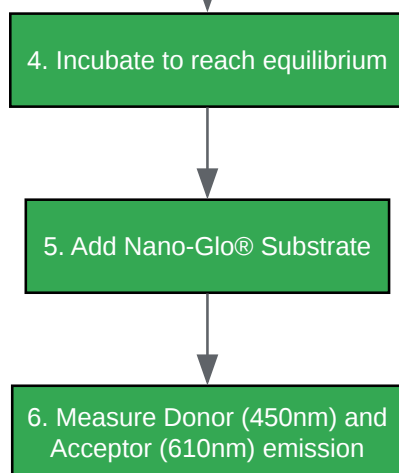 4. Incubate to reach equilibrium
5. Add Nano-Glo® Substrate
6. Measure Donor (450nm) and
Acceptor (610nm) emission